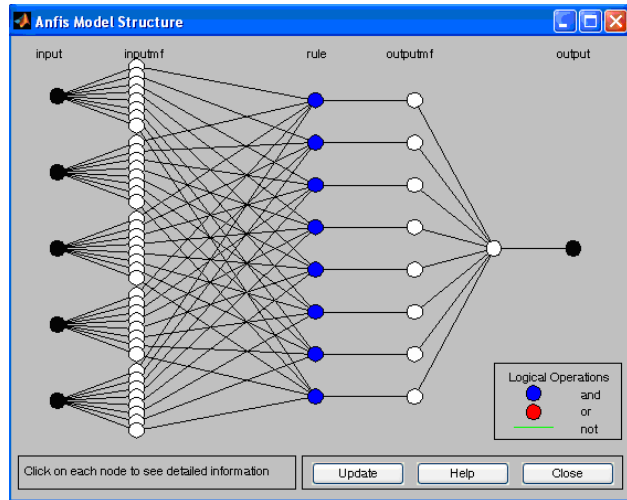 Anfis Model Structure
input inputmf rule outputmf output
Logical Operations
and
or
not
Click on each node to see detailed information
Update Help Close